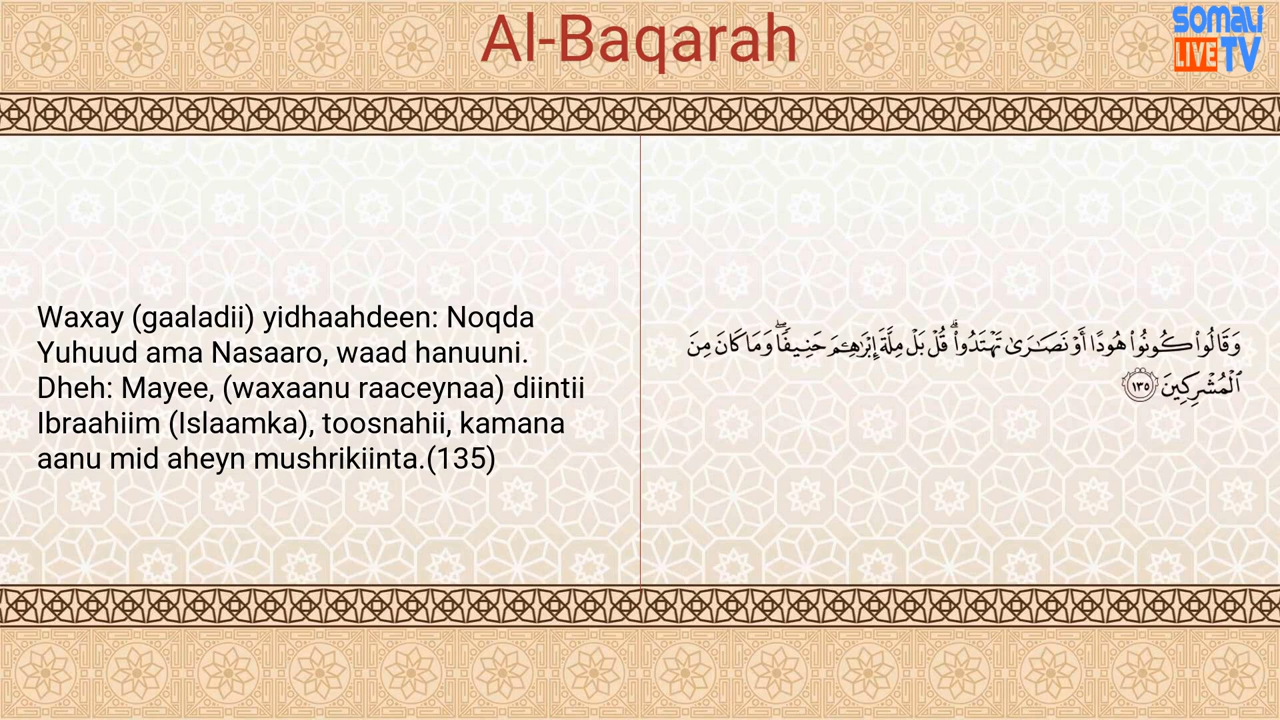 Al-Baqarah
SOMALI
LIVE TV
Waxay (gaaladii) yidhaahdeen: Noqda
Yuhuud ama Nasaaro, waad hanuuni.
Dheh: Mayee, (waxaanu raaceynaa) diintii
Ibraahiim (Islaamka), toosnahii, kamana
aanu mid aheyn mushrikiinta.(135)
وَقَالُوا۟ كُونُوا۟ هُودًا أَوْ نَصَـٰرَىٰ تَهْتَدُوا۟ ۗ قُلْ بَلْ مِلَّةَ إِبْرَٰهِـۧمَ حَنِيفًا ۖ وَمَا كَانَ مِنَ
ٱلْمُشْرِكِينَ ١٣٥